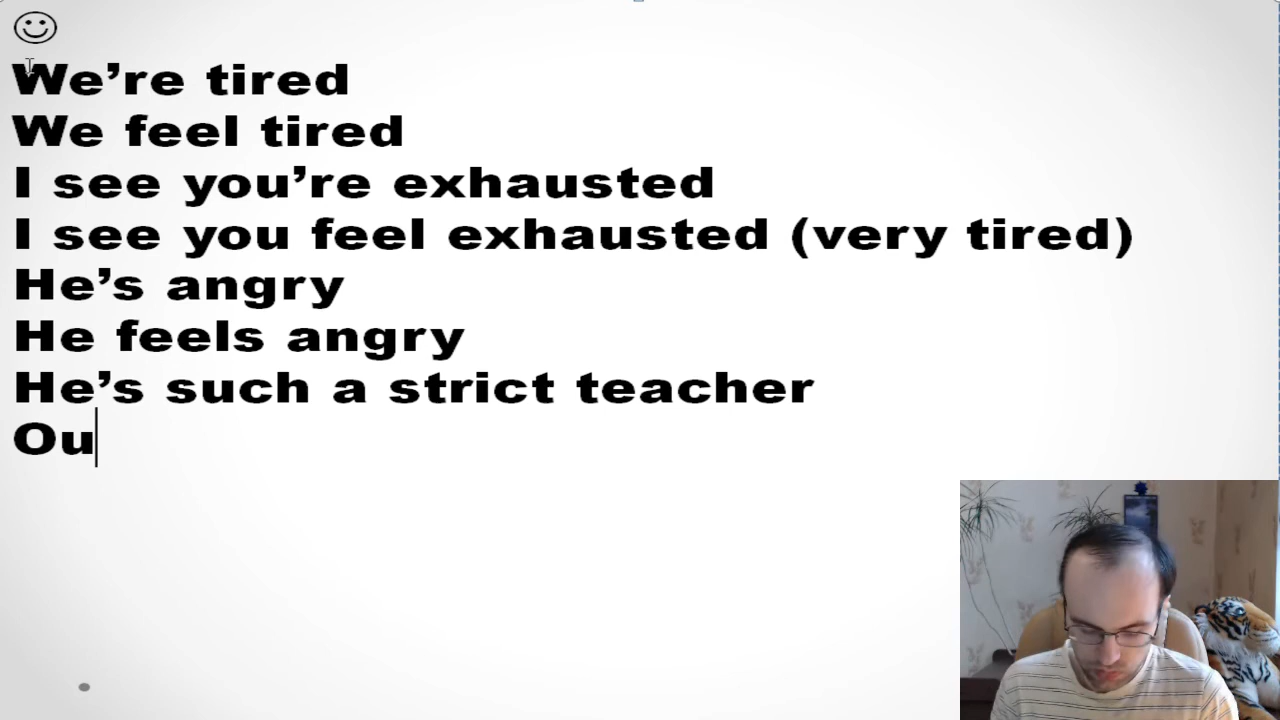 We’re tired
We feel tired
I see you’re exhausted
I see you feel exhausted (very tired)
He’s angry
He feels angry
He’s such a strict teacher
Ou